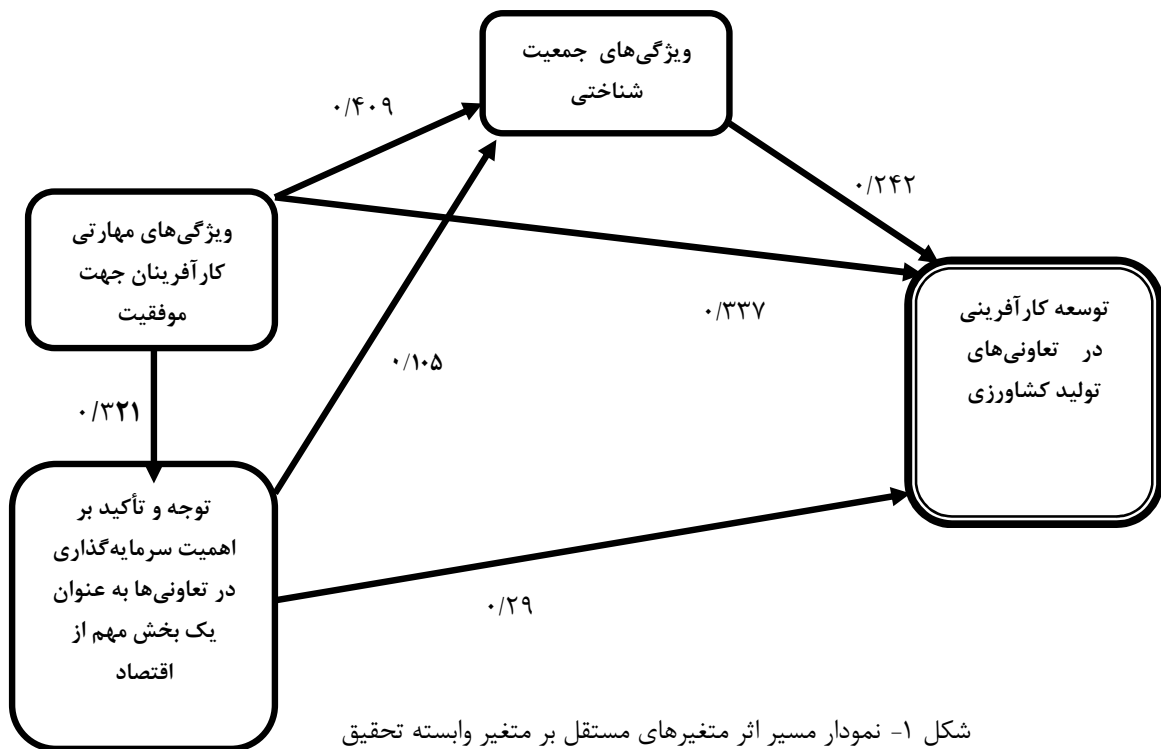 ویژگی‌های جمعیت
شناختی
۰/۴۰۹
۰/۲۴۲
ویژگی‌های مهارتی
کارآفرینان جهت
موفقیت
توسعه کارآفرینی
در تعاونی‌های
تولید کشاورزی
۰/۳۳۷
۰/۱۰۵
۰/۳۲۱
توجه و تأکید بر
اهمیت سرمایه‌گذاری
در تعاونی‌ها به عنوان
یک بخش مهم از
اقتصاد
۰/۲۹
شکل ۱- نمودار مسیر اثر متغیرهای مستقل بر متغیر وابسته تحقیق